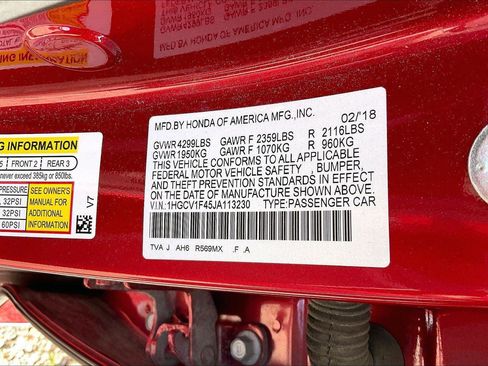 MFD.BY HONDA OF AMERICA MFG.,INC. 02/'18
GVWR 4299LBS GAWR F 2359LBS R 2116LBS
GVWR 1950KG GAWR F 1070KG R 960KG
THIS VEHICLE CONFORMS TO ALL APPLICABLE
FEDERAL MOTOR VEHICLE SAFETY , BUMPER,
AND THEFT PREVENTION STANDARDS IN EFFECT
ON THE DATE OF MANUFACTURE SHOWN ABOVE.
V.I.N.:1HGCV1F45JA113230 TYPE:PASSENGER CAR
TVA J AH6 R569MX .F .A
G INFORMATION
5 FRONT 2 REAR 3
never exceed 385kg or 850lbs.
32PSI
32PSI
60PSI
SEE OWNER'S
MANUAL FOR
ADDITIONAL
INFORMATION
V7